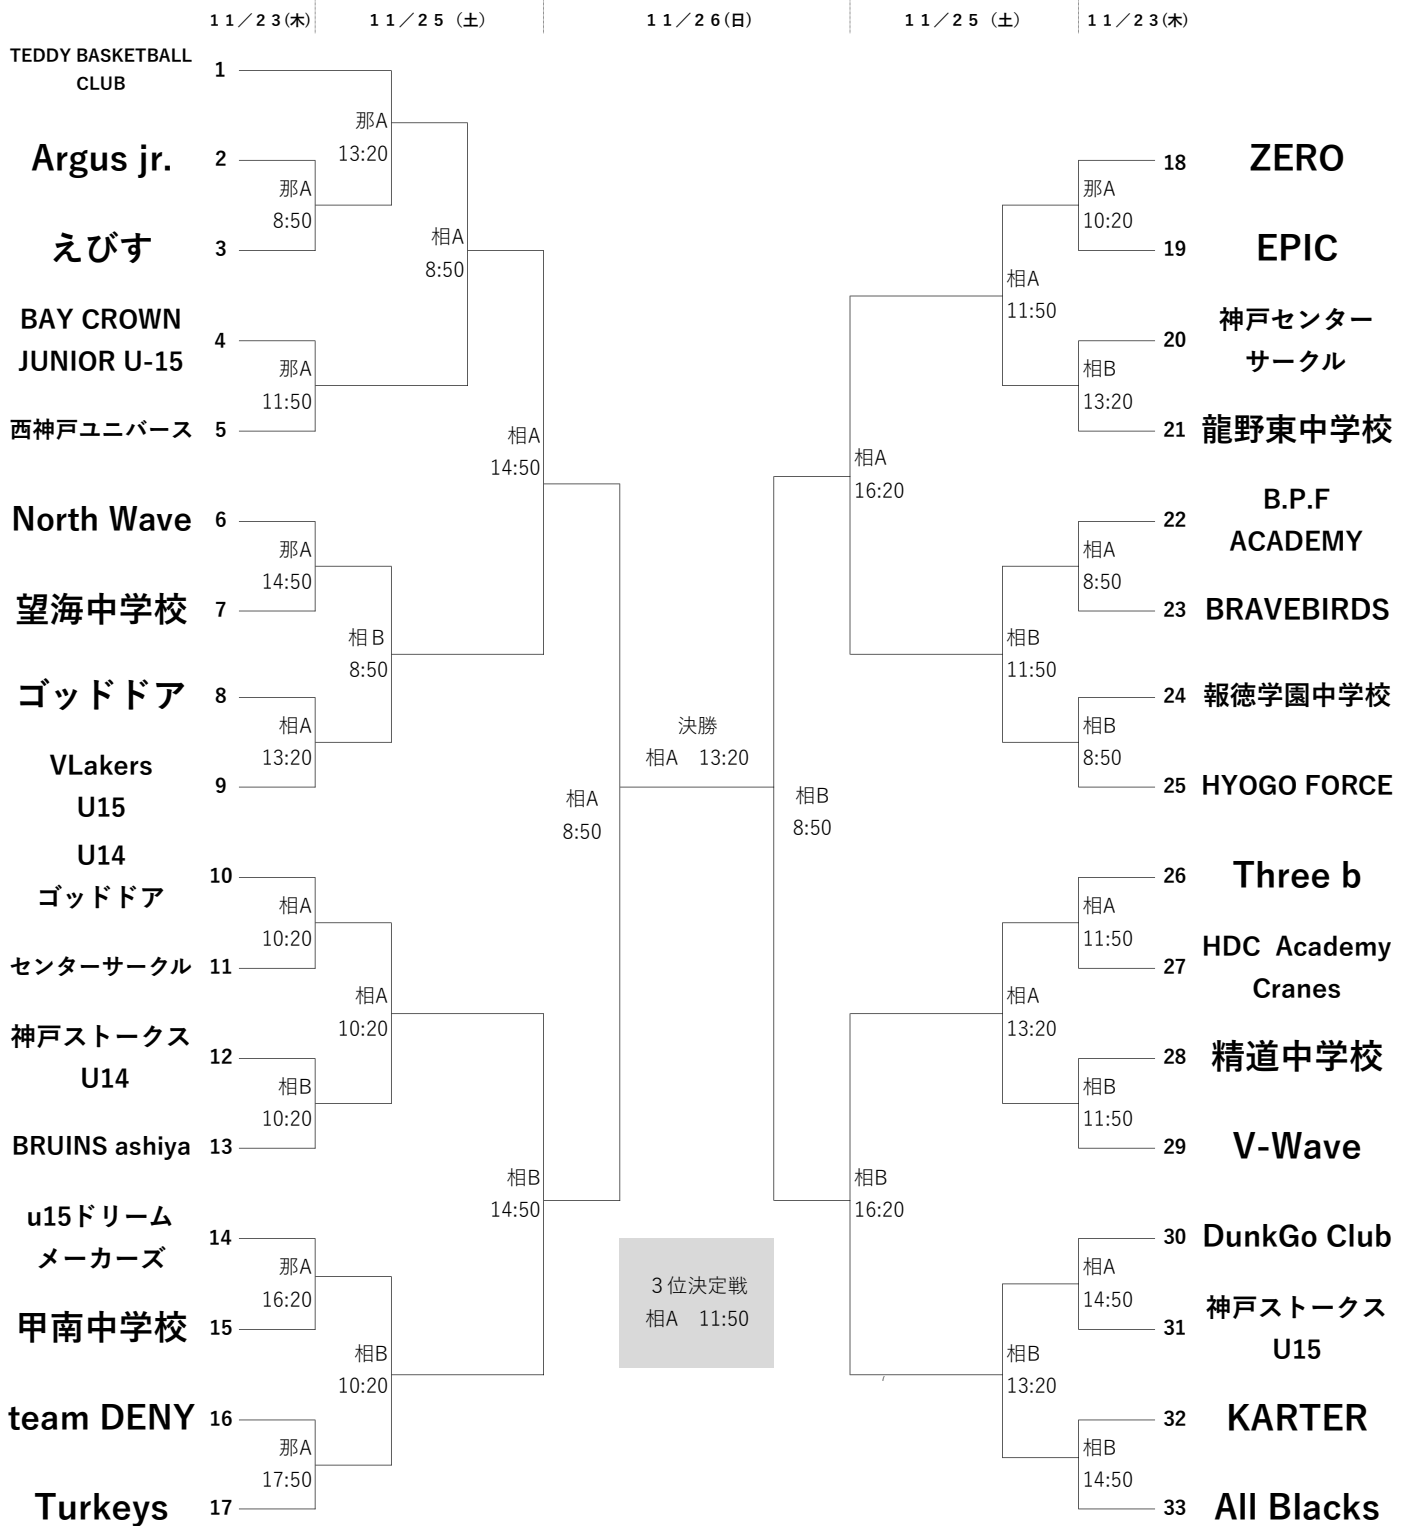 11／23(木)
11／25（土）
11／26(日)
11／25（土）
11／23(木)
TEDDY BASKETBALL
CLUB
1
那A
13:20
Argus jr.
2
那A
8:50
えびす
3
相A
8:50
BAY CROWN
JUNIOR U-15
4
那A
11:50
西神戸ユニバース
5
相A
14:50
North Wave
6
那A
14:50
望海中学校
7
相B
8:50
ゴッドドア
8
相A
13:20
VLakers
U15
9
U14
ゴッドドア
10
相A
10:20
センターサークル
11
相A
10:20
神戸ストークス
U14
12
相B
10:20
BRUINS ashiya
13
相B
14:50
u15ドリーム
メーカーズ
14
那A
16:20
甲南中学校
15
相B
10:20
team DENY
16
那A
17:50
Turkeys
17
決勝
相A 13:20
相A
8:50
相B
8:50
３位決定戦
相A 11:50
18
ZERO
那A
10:20
19
EPIC
相A
11:50
20
神戸センター
サークル
相B
13:20
21
龍野東中学校
相A
16:20
22
B.P.F
ACADEMY
相A
8:50
23
BRAVEBIRDS
相B
11:50
24
報徳学園中学校
相B
8:50
25
HYOGO FORCE
26
Three b
相A
11:50
27
HDC Academy
Cranes
相A
13:20
28
精道中学校
相B
11:50
29
V-Wave
相B
16:20
30
DunkGo Club
相A
14:50
31
神戸ストークス
U15
相B
13:20
32
KARTER
相B
14:50
33
All Blacks